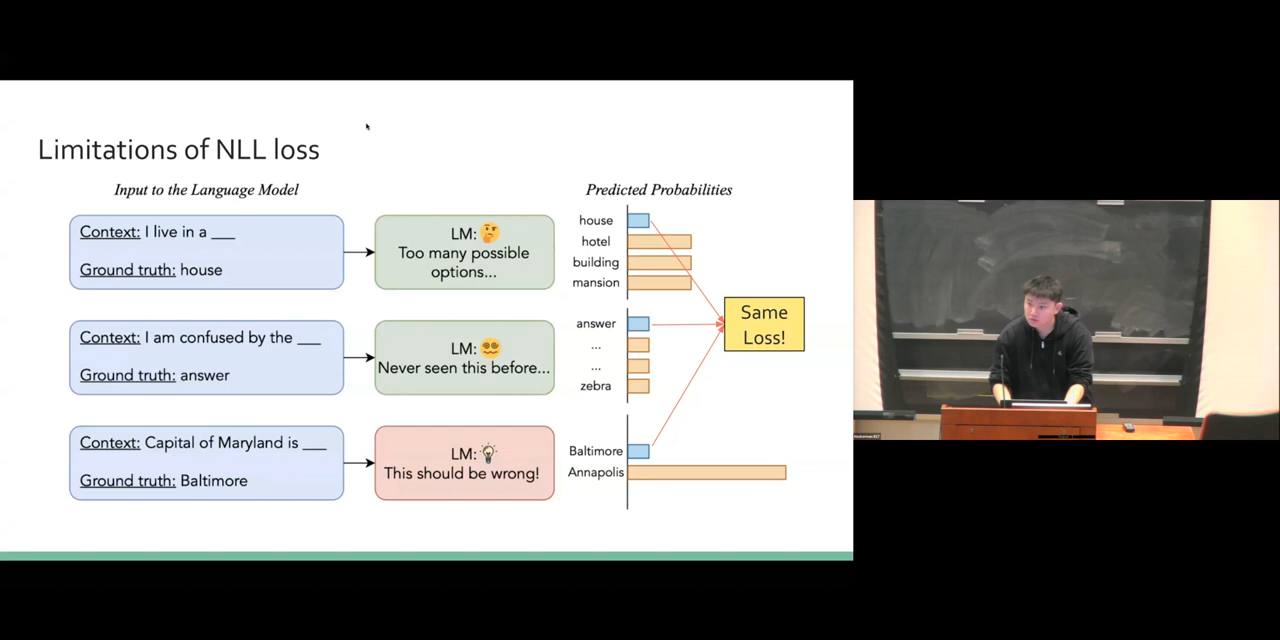 Limitations of NLL loss
Input to the Language Model
Predicted Probabilities
Context: I live in a ___
Ground truth: house
LM: 🤔
Too many possible
options...
house
hotel
building
mansion
Context: I am confused by the ___
Ground truth: answer
LM: 😵‍💫
Never seen this before...
answer
...
...
zebra
Same
Loss!
Context: Capital of Maryland is ___
Ground truth: Baltimore
LM: 💡
This should be wrong!
Baltimore
Annapolis